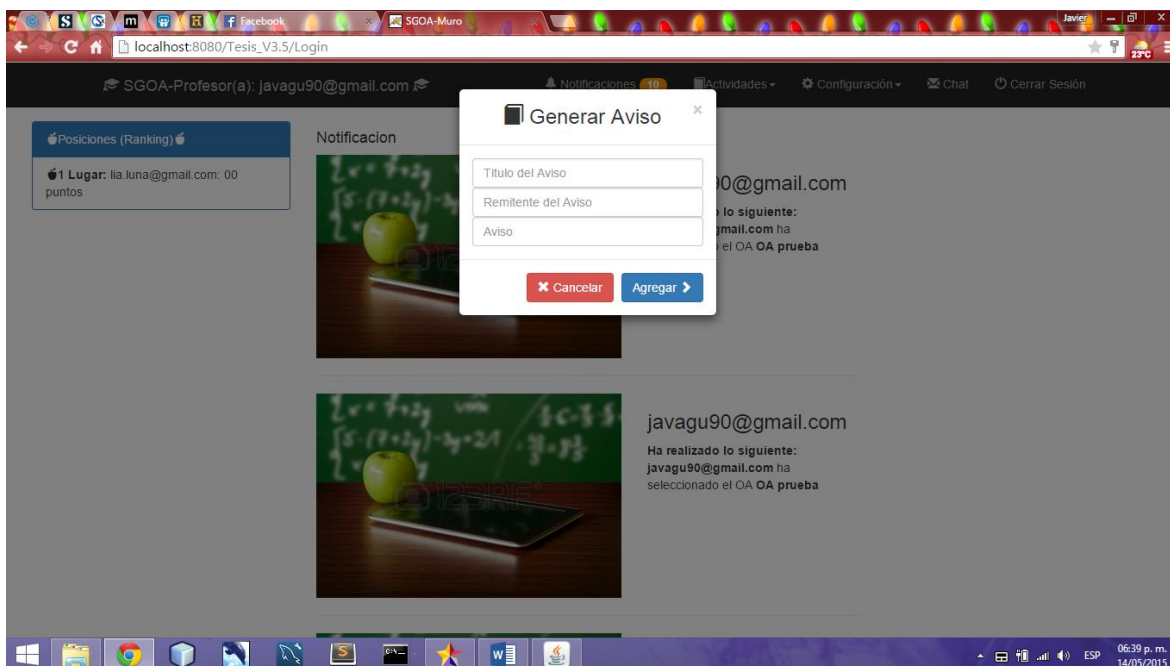 Facebook
SGOA-Muro
Javier
localhost:8080/Tesis_V3.5/Login
23°C
SGOA-Profesor(a): javagu90@gmail.com
Notificaciones 10
Actividades
Configuración
Chat
Cerrar Sesión
Posiciones (Ranking)
1 Lugar: lia.luna@gmail.com: 00
puntos
Notificacion
Generar Aviso
×
Titulo del Aviso
Remitente del Aviso
Aviso
Cancelar
Agregar
90@gmail.com
lo siguiente:
gmail.com ha
el OA OA prueba
javagu90@gmail.com
Ha realizado lo siguiente:
javagu90@gmail.com ha
seleccionado el OA OA prueba
123RF
ESP
06:39 p. m.
14/05/2015